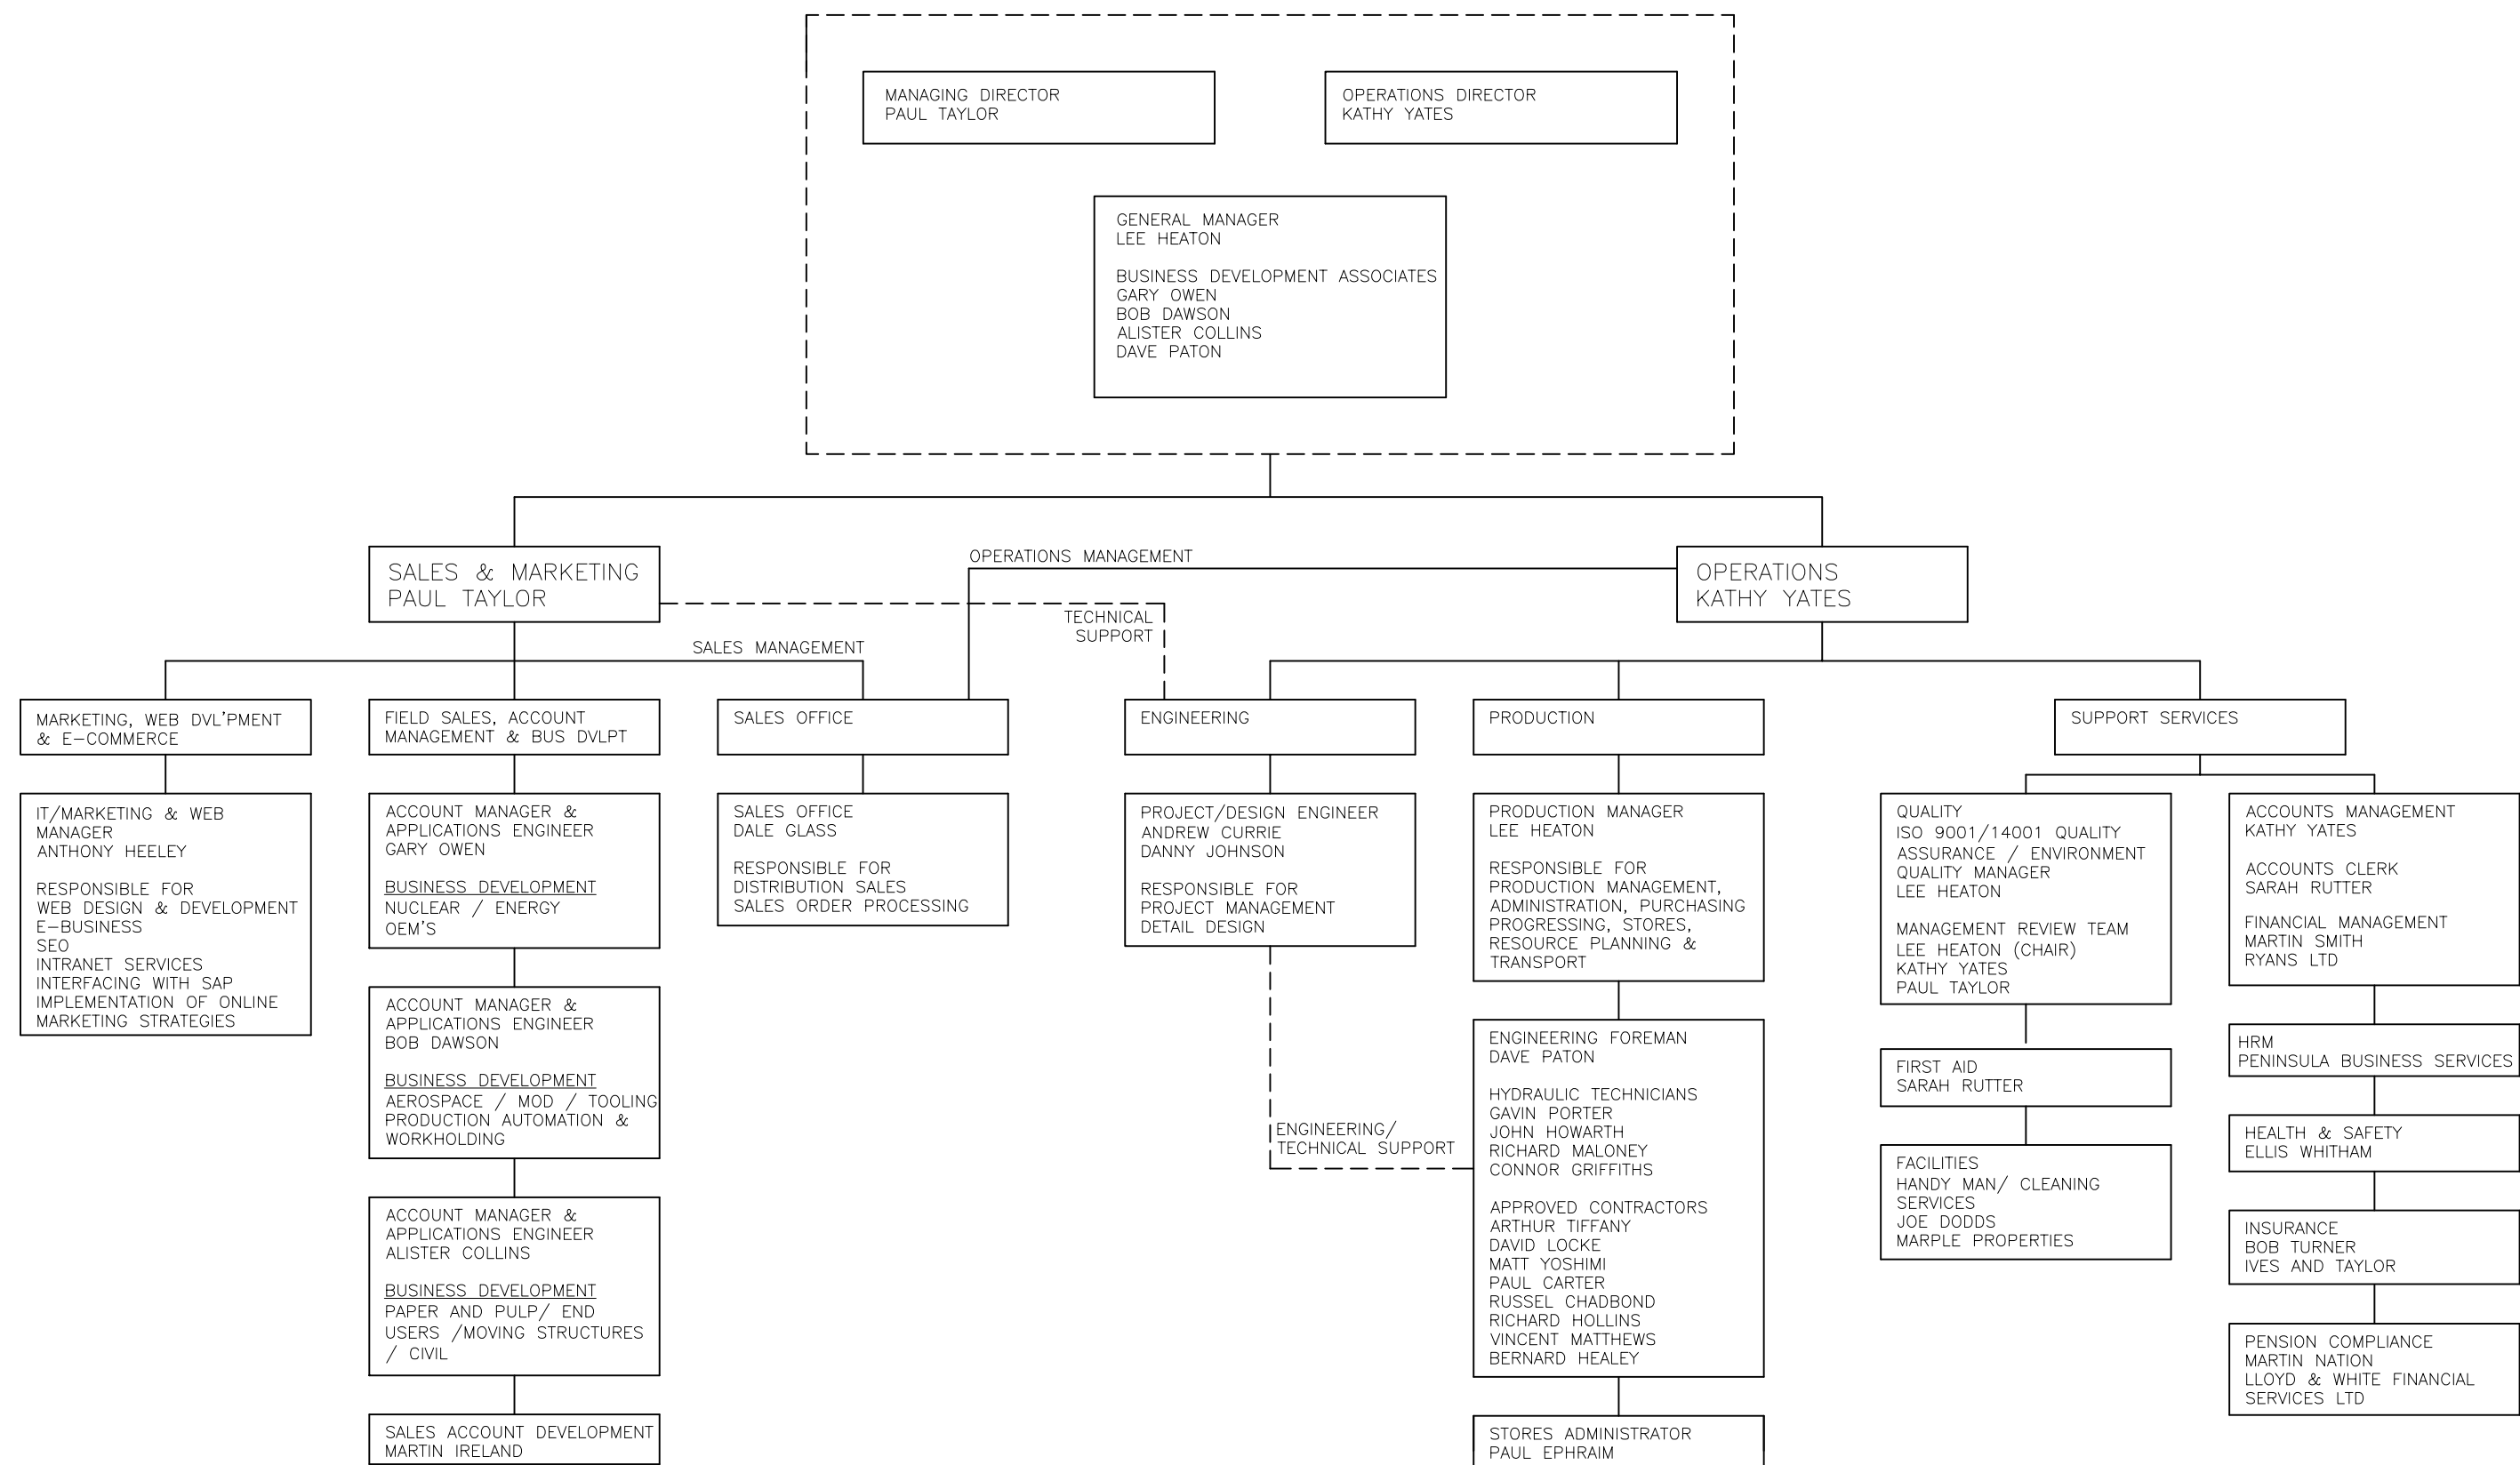 MANAGING DIRECTOR
PAUL TAYLOR
OPERATIONS DIRECTOR
KATHY YATES
GENERAL MANAGER
LEE HEATON
BUSINESS DEVELOPMENT ASSOCIATES
GARY OWEN
BOB DAWSON
ALISTER COLLINS
DAVE PATON
SALES & MARKETING
PAUL TAYLOR
OPERATIONS MANAGEMENT
OPERATIONS
KATHY YATES
TECHNICAL
SUPPORT
SALES MANAGEMENT
MARKETING, WEB DVL'PMENT
& E-COMMERCE
IT/MARKETING & WEB
MANAGER
ANTHONY HEELEY
RESPONSIBLE FOR
WEB DESIGN & DEVELOPMENT
E-BUSINESS
SEO
INTRANET SERVICES
INTERFACING WITH SAP
IMPLEMENTATION OF ONLINE
MARKETING STRATEGIES
FIELD SALES, ACCOUNT
MANAGEMENT & BUS DVLPT
ACCOUNT MANAGER &
APPLICATIONS ENGINEER
GARY OWEN
BUSINESS DEVELOPMENT
NUCLEAR / ENERGY
OEM'S
ACCOUNT MANAGER &
APPLICATIONS ENGINEER
BOB DAWSON
BUSINESS DEVELOPMENT
AEROSPACE / MOD / TOOLING
PRODUCTION AUTOMATION &
WORKHOLDING
ACCOUNT MANAGER &
APPLICATIONS ENGINEER
ALISTER COLLINS
BUSINESS DEVELOPMENT
PAPER AND PULP/ END
USERS /MOVING STRUCTURES
/ CIVIL
SALES ACCOUNT DEVELOPMENT
MARTIN IRELAND
SALES OFFICE
SALES OFFICE
DALE GLASS
RESPONSIBLE FOR
DISTRIBUTION SALES
SALES ORDER PROCESSING
ENGINEERING
PROJECT/DESIGN ENGINEER
ANDREW CURRIE
DANNY JOHNSON
RESPONSIBLE FOR
PROJECT MANAGEMENT
DETAIL DESIGN
ENGINEERING/
TECHNICAL SUPPORT
PRODUCTION
PRODUCTION MANAGER
LEE HEATON
RESPONSIBLE FOR
PRODUCTION MANAGEMENT,
ADMINISTRATION, PURCHASING
PROGRESSING, STORES,
RESOURCE PLANNING &
TRANSPORT
ENGINEERING FOREMAN
DAVE PATON
HYDRAULIC TECHNICIANS
GAVIN PORTER
JOHN HOWARTH
RICHARD MALONEY
CONNOR GRIFFITHS
APPROVED CONTRACTORS
ARTHUR TIFFANY
DAVID LOCKE
MATT YOSHIMI
PAUL CARTER
RUSSEL CHADBOND
RICHARD HOLLINS
VINCENT MATTHEWS
BERNARD HEALEY
STORES ADMINISTRATOR
PAUL EPHRAIM
SUPPORT SERVICES
QUALITY
ISO 9001/14001 QUALITY
ASSURANCE / ENVIRONMENT
QUALITY MANAGER
LEE HEATON
MANAGEMENT REVIEW TEAM
LEE HEATON (CHAIR)
KATHY YATES
PAUL TAYLOR
FIRST AID
SARAH RUTTER
FACILITIES
HANDY MAN/ CLEANING
SERVICES
JOE DODDS
MARPLE PROPERTIES
ACCOUNTS MANAGEMENT
KATHY YATES
ACCOUNTS CLERK
SARAH RUTTER
FINANCIAL MANAGEMENT
MARTIN SMITH
RYANS LTD
HRM
PENINSULA BUSINESS SERVICES
HEALTH & SAFETY
ELLIS WHITHAM
INSURANCE
BOB TURNER
IVES AND TAYLOR
PENSION COMPLIANCE
MARTIN NATION
LLOYD & WHITE FINANCIAL
SERVICES LTD